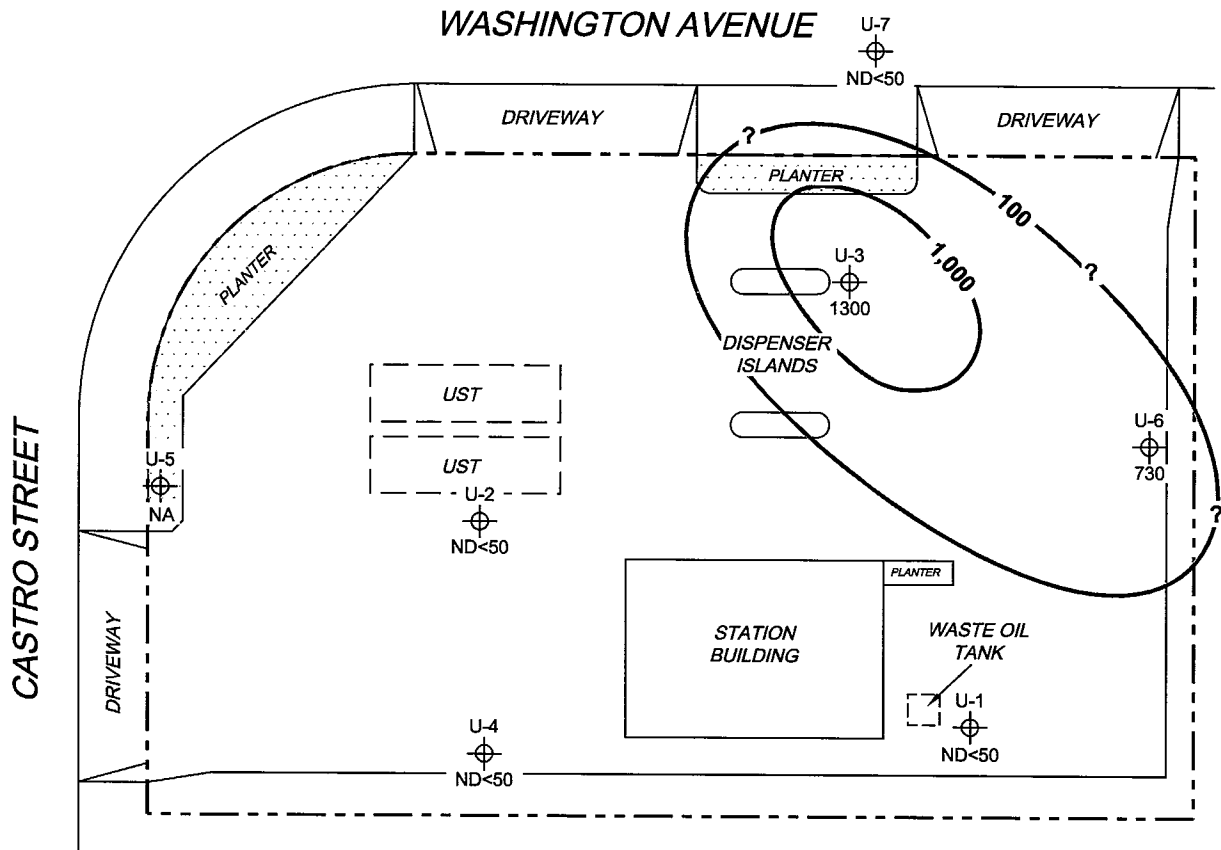 WASHINGTON AVENUE
U-7
ND<50
DRIVEWAY
DRIVEWAY
?
PLANTER
100
1,000
?
U-3
1300
PLANTER
DISPENSER
ISLANDS
UST
UST
U-6
730
?
U-5
NA
U-2
ND<50
CASTRO STREET
PLANTER
STATION
BUILDING
WASTE OIL
TANK
DRIVEWAY
U-1
ND<50
U-4
ND<50